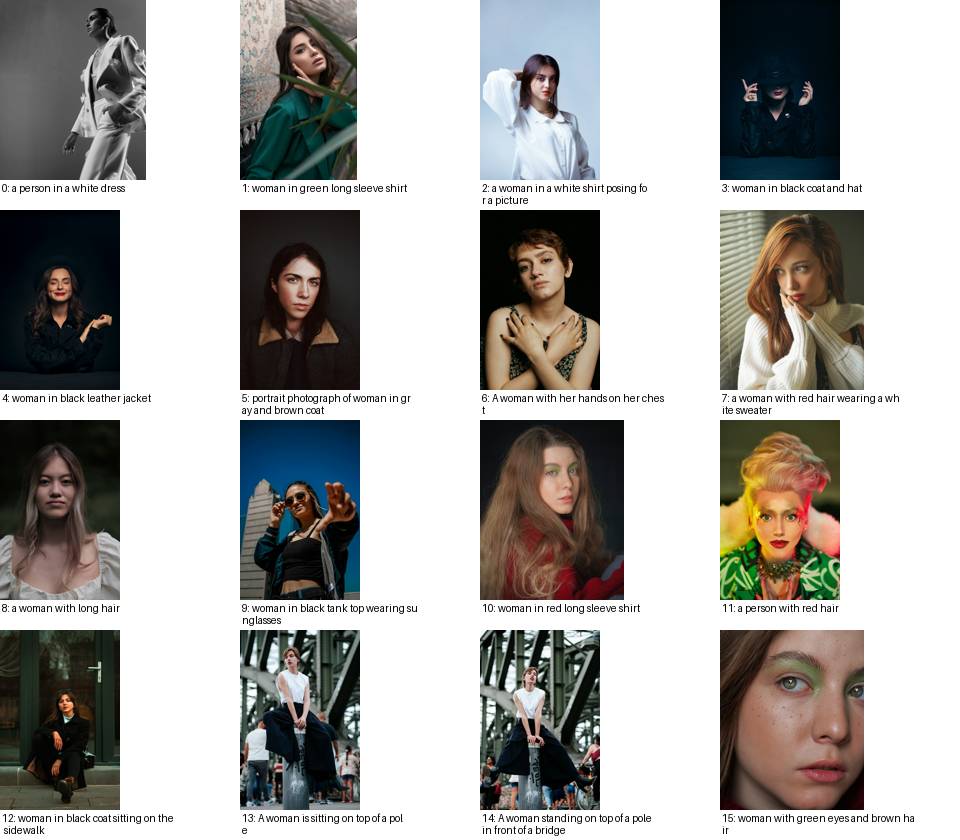 0: a person in a white dress
1: woman in green long sleeve shirt
2: a woman in a white shirt posing fo
r a picture
3: woman in black coat and hat
4: woman in black leather jacket
5: portrait photograph of woman in gr
ay and brown coat
6: A woman with her hands on her ches
t
7: a woman with red hair wearing a wh
ite sweater
8: a woman with long hair
9: woman in black tank top wearing su
nglasses
10: woman in red long sleeve shirt
11: a person with red hair
12: woman in black coat sitting on the
sidewalk
13: A woman is sitting on top of a pol
e
14: A woman standing on top of a pole
in front of a bridge
15: woman with green eyes and brown ha
ir